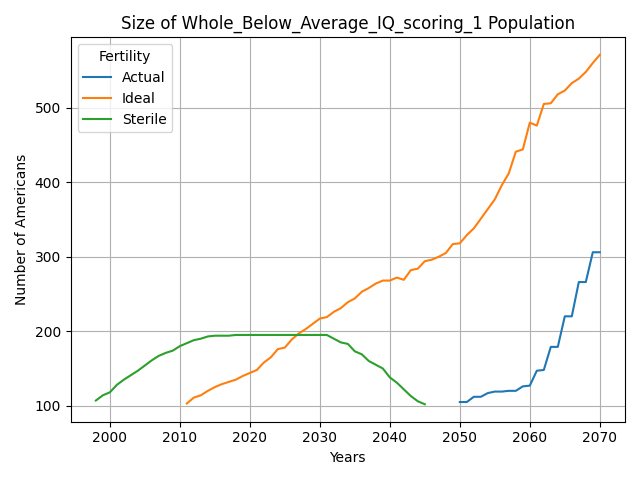 Size of Whole_Below_Average_IQ_scoring_1 Population
Fertility
Actual
Ideal
Sterile
Number of Americans
500
400
300
200
100
2000 2010 2020 2030 2040 2050 2060 2070
Years